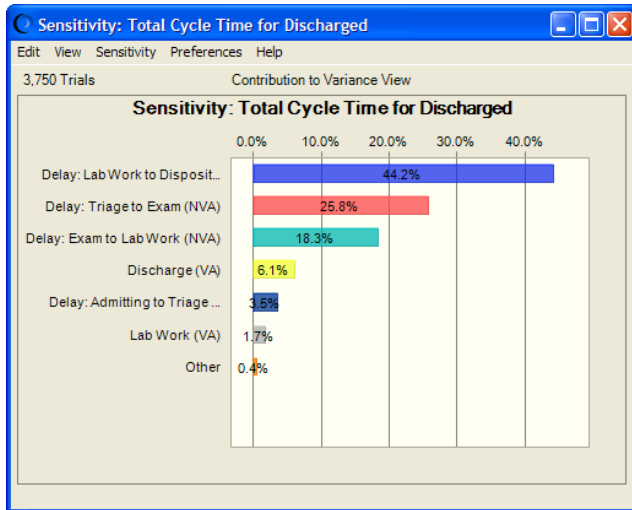 Sensitivity: Total Cycle Time for Discharged
Edit View Sensitivity Preferences Help
3,750 Trials Contribution to Variance View
Sensitivity: Total Cycle Time for Discharged
0.0% 10.0% 20.0% 30.0% 40.0%
Delay: Lab Work to Disposit... 44.2%
Delay: Triage to Exam (NVA) 25.8%
Delay: Exam to Lab Work (NVA) 18.3%
Discharge (VA) 6.1%
Delay: Admitting to Triage ... 3.5%
Lab Work (VA) 1.7%
Other 0.4%